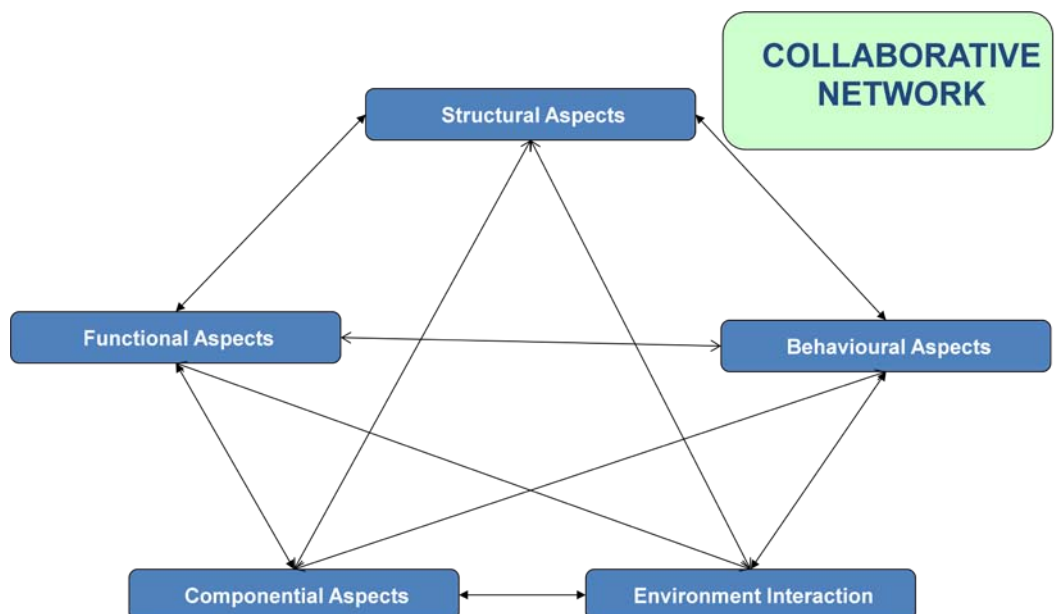 COLLABORATIVE
NETWORK
Structural Aspects
Functional Aspects
Behavioural Aspects
Componential Aspects
Environment Interaction